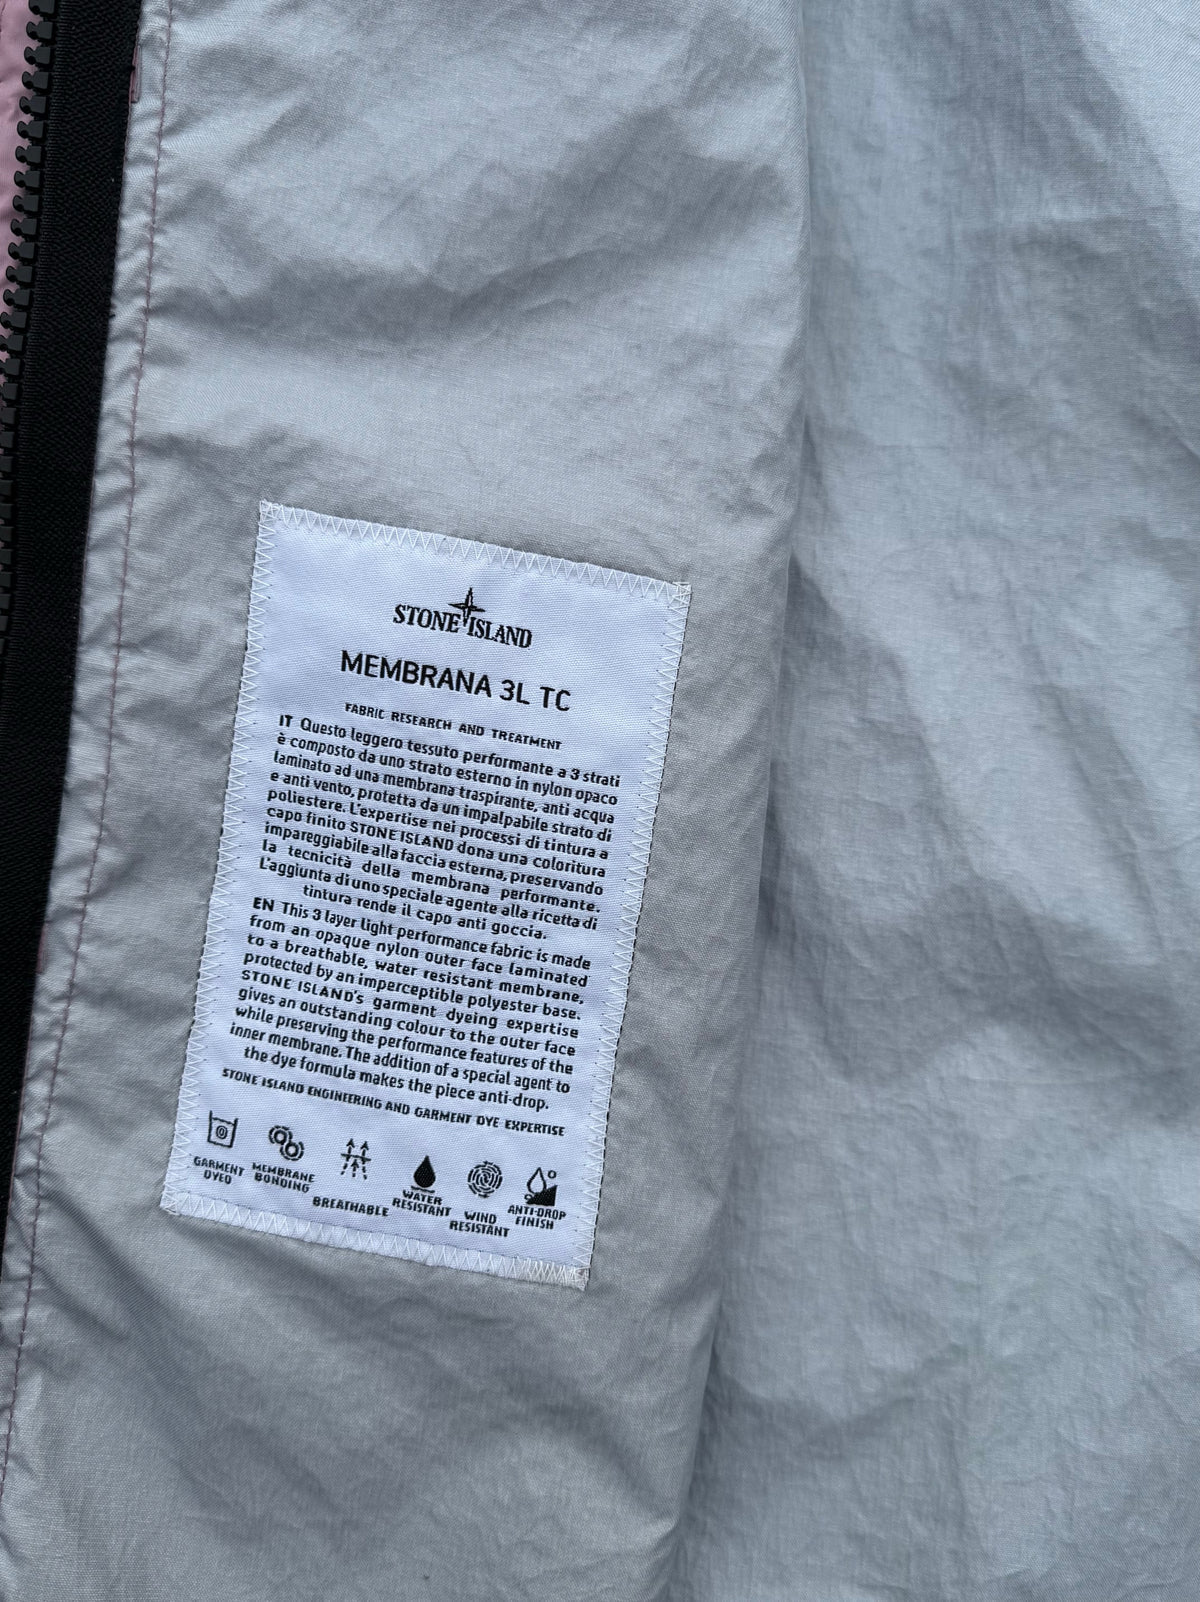 STONE ISLAND
MEMBRANA 3L TC
FABRIC RESEARCH AND TREATMENT
IT Questo leggero tessuto performante a 3 strati
è composto da uno strato esterno in nylon opaco
laminato ad una membrana traspirante, anti acqua
e anti vento, protetta da un impalpabile strato di
poliestere. L'expertise nei processi di tintura a
capo finito STONE ISLAND dona una coloritura
impareggiabile alla faccia esterna, preservando
la tecnicità della membrana performante.
L'aggiunta di uno speciale agente alla ricetta di
tintura rende il capo anti goccia.
EN This 3 layer light performance fabric is made
from an opaque nylon outer face laminated
to a breathable, water resistant membrane,
protected by an imperceptible polyester base.
STONE ISLAND's garment dyeing expertise
gives an outstanding colour to the outer face
while preserving the performance features of the
inner membrane. The addition of a special agent to
the dye formula makes the piece anti-drop.
STONE ISLAND ENGINEERING AND GARMENT DYE EXPERTISE
GARMENT
DYED
MEMBRANE
BONDING
BREATHABLE
WATER
RESISTANT
WIND
RESISTANT
ANTI-DROP
FINISH